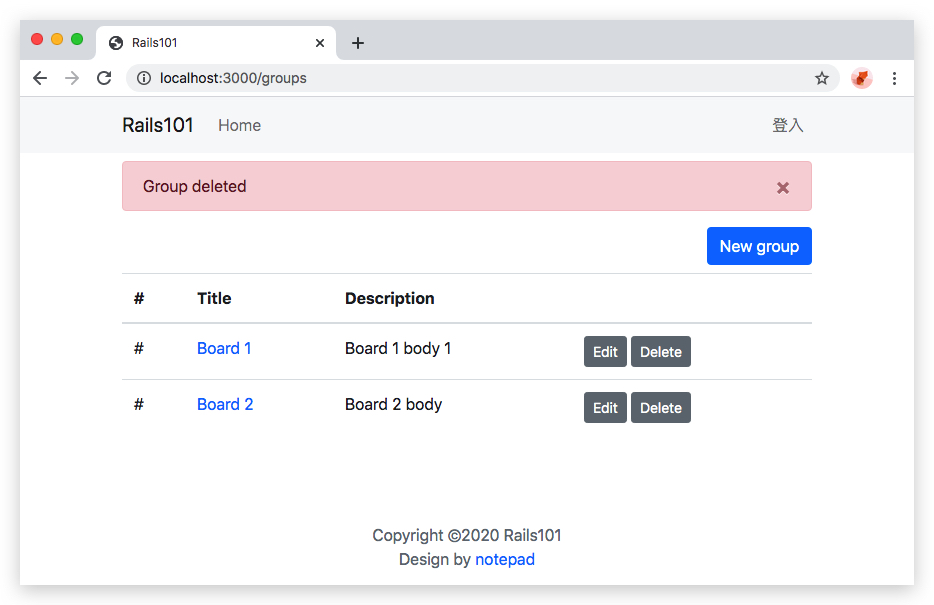 Rails101
localhost:3000/groups
Rails101 Home 登入
Group deleted ×
New group
# Title Description
# Board 1 Board 1 body 1 Edit Delete
# Board 2 Board 2 body Edit Delete
Copyright ©2020 Rails101
Design by notepad